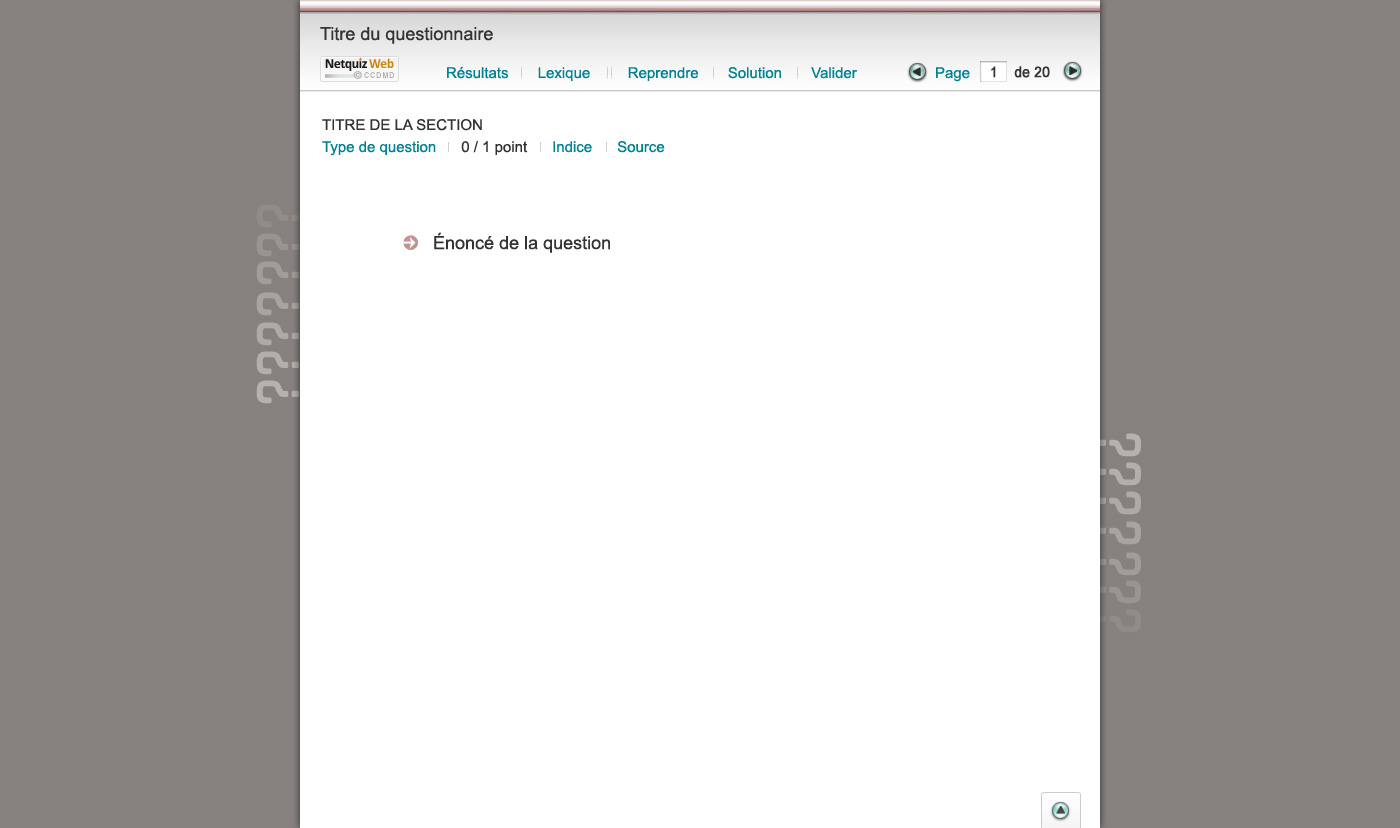 Titre du questionnaire
Netquiz Web
CCDMD
Résultats Lexique Reprendre Solution Valider Page 1 de 20
TITRE DE LA SECTION
Type de question 0 / 1 point Indice Source
Énoncé de la question
???????
???????